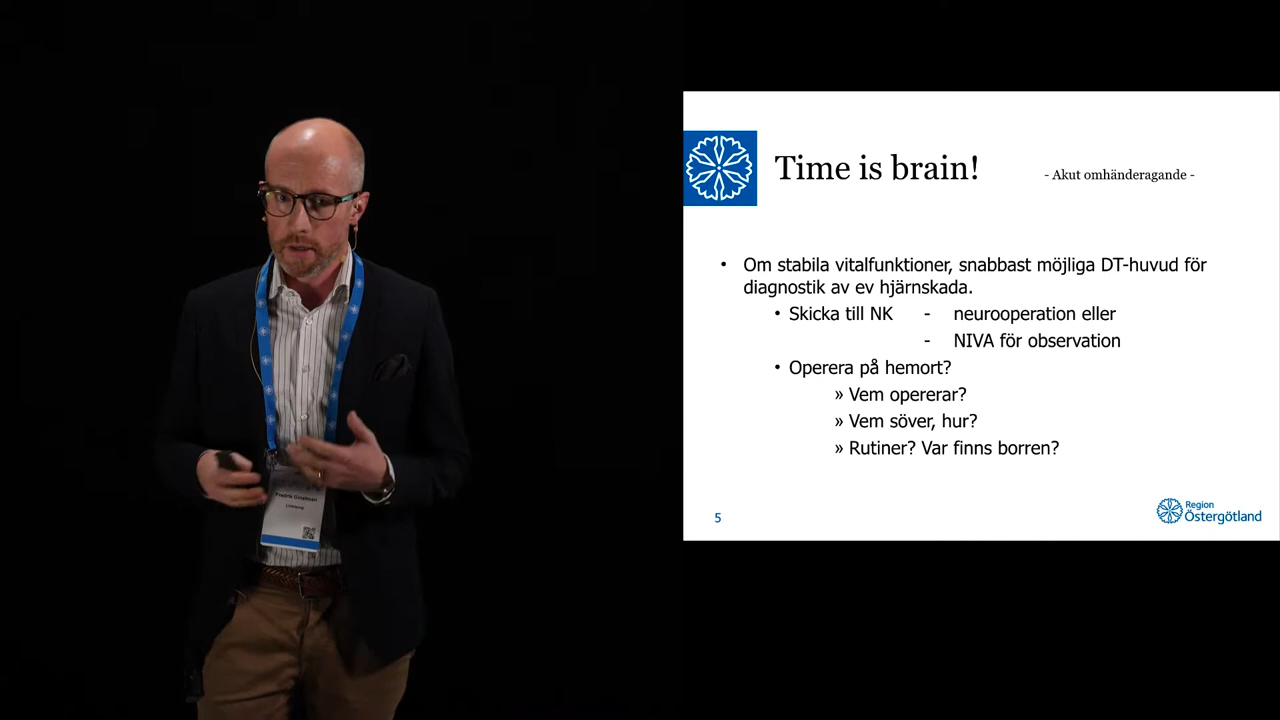 Time is brain!
- Akut omhänderagande -
• Om stabila vitalfunktioner, snabbast möjliga DT-huvud för
diagnostik av ev hjärnskada.
• Skicka till NK - neurooperation eller
- NIVA för observation
• Operera på hemort?
» Vem opererar?
» Vem söver, hur?
» Rutiner? Var finns borren?
5
Region
Östergötland
Fredrik